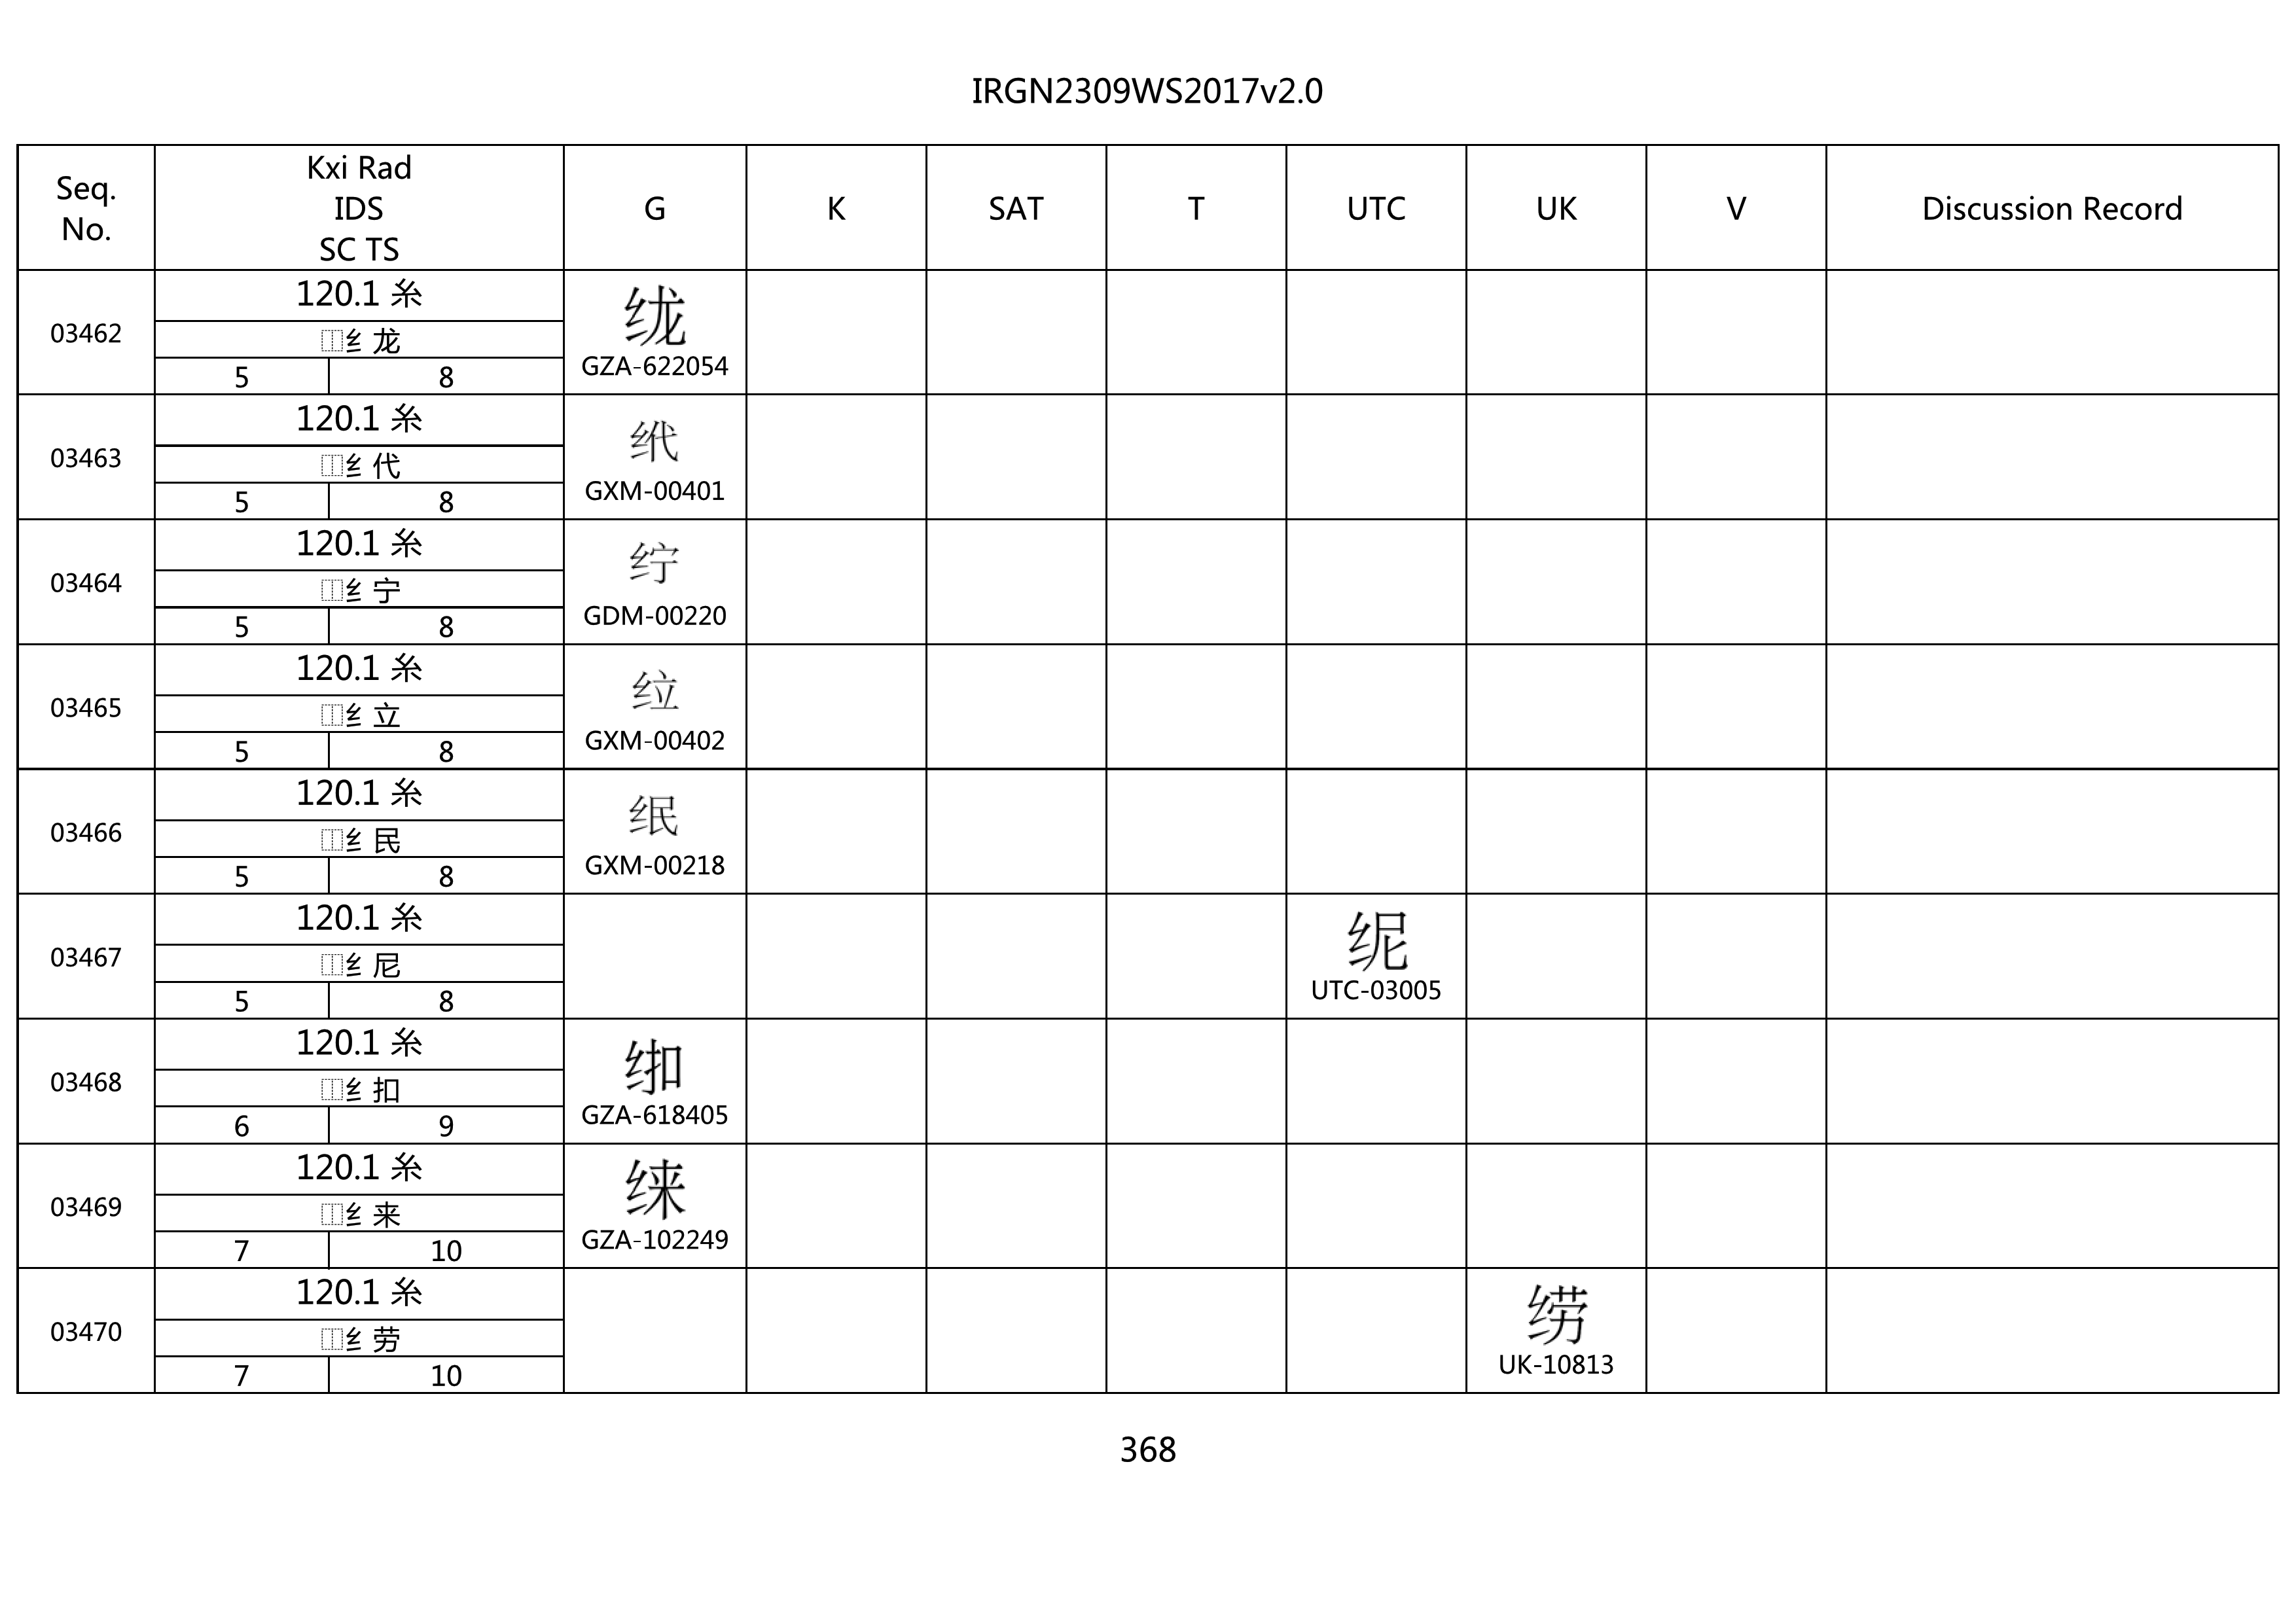 IRGN2309WS2017v2.0
Seq. No.
Kxi Rad
IDS
SC TS
G K SAT T UTC UK V Discussion Record
03462
120.1 糸
⿰纟龙
5 8
GZA-622054
03463
120.1 糸
⿰纟代
5 8
GXM-00401
03464
120.1 糸
⿰纟宁
5 8
GDM-00220
03465
120.1 糸
⿰纟立
5 8
GXM-00402
03466
120.1 糸
⿰纟民
5 8
GXM-00218
03467
120.1 糸
⿰纟尼
5 8
UTC-03005
03468
120.1 糸
⿰纟扣
6 9
GZA-618405
03469
120.1 糸
⿰纟来
7 10
GZA-102249
03470
120.1 糸
⿰纟劳
7 10
UK-10813
368